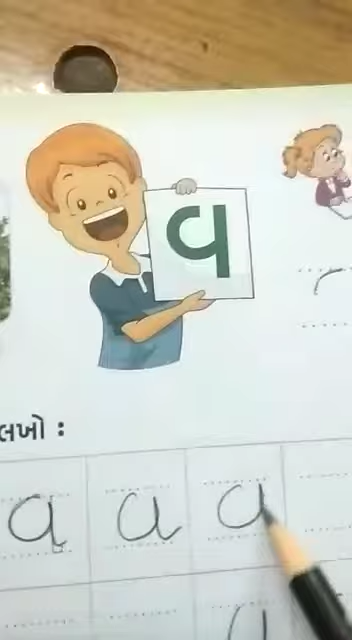 વ
લખો :
વ વ વ